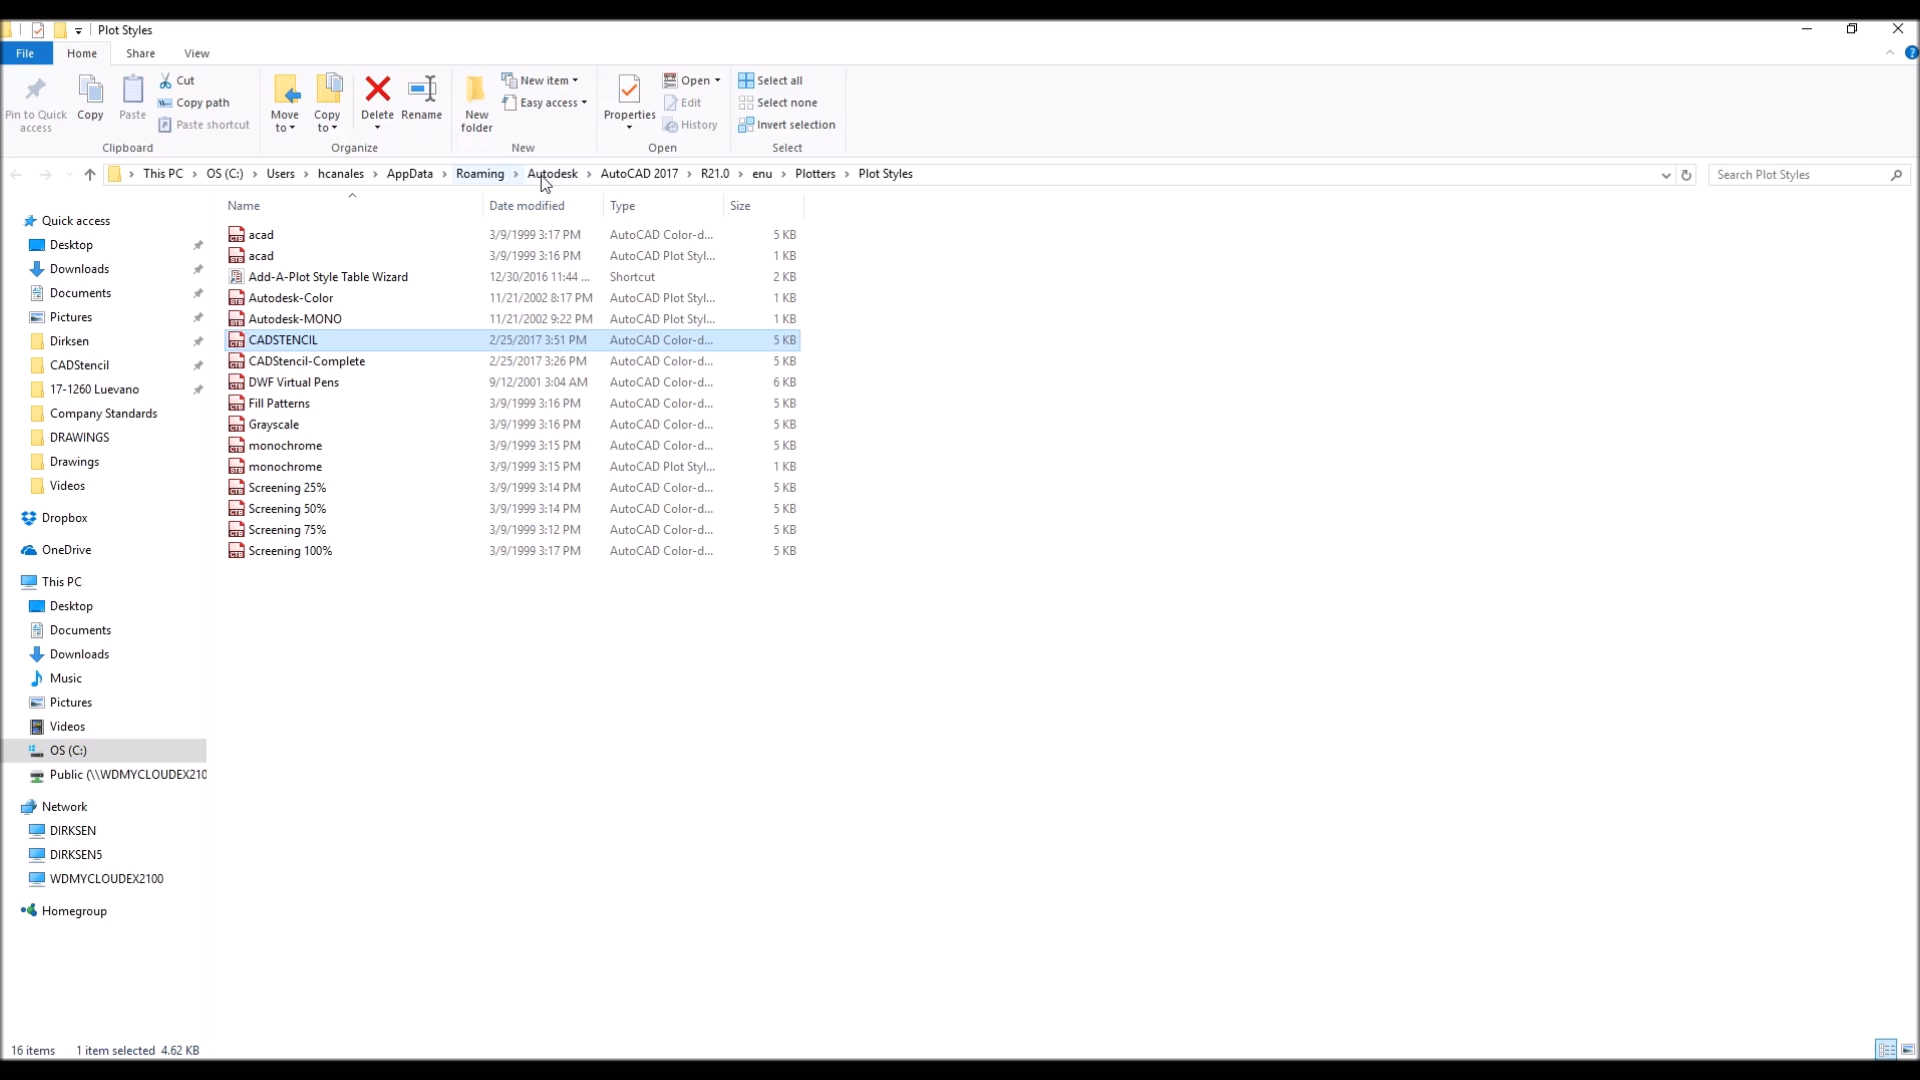 Plot Styles
File Home Share View
Pin to Quick access
Copy
Paste
Cut
Copy path
Paste shortcut
Clipboard
Move to
Copy to
Delete
Rename
Organize
New folder
New item
Easy access
New
Properties
Open
Edit
History
Open
Select all
Select none
Invert selection
Select
This PC > OS (C:) > Users > hcanales > AppData > Roaming > Autodesk > AutoCAD 2017 > R21.0 > enu > Plotters > Plot Styles
Search Plot Styles
Name Date modified Type Size
acad 3/9/1999 3:17 PM AutoCAD Color-d... 5 KB
acad 3/9/1999 3:16 PM AutoCAD Plot Styl... 1 KB
Add-A-Plot Style Table Wizard 12/30/2016 11:44 ... Shortcut 2 KB
Autodesk-Color 11/21/2002 8:17 PM AutoCAD Plot Styl... 1 KB
Autodesk-MONO 11/21/2002 9:22 PM AutoCAD Plot Styl... 1 KB
CADSTENCIL 2/25/2017 3:51 PM AutoCAD Color-d... 5 KB
CADStencil-Complete 2/25/2017 3:26 PM AutoCAD Color-d... 5 KB
DWF Virtual Pens 9/12/2001 3:04 AM AutoCAD Color-d... 6 KB
Fill Patterns 3/9/1999 3:16 PM AutoCAD Color-d... 5 KB
Grayscale 3/9/1999 3:16 PM AutoCAD Color-d... 5 KB
monochrome 3/9/1999 3:15 PM AutoCAD Color-d... 5 KB
monochrome 3/9/1999 3:15 PM AutoCAD Plot Styl... 1 KB
Screening 25% 3/9/1999 3:14 PM AutoCAD Color-d... 5 KB
Screening 50% 3/9/1999 3:14 PM AutoCAD Color-d... 5 KB
Screening 75% 3/9/1999 3:12 PM AutoCAD Color-d... 5 KB
Screening 100% 3/9/1999 3:17 PM AutoCAD Color-d... 5 KB
Quick access
Desktop
Downloads
Documents
Pictures
Dirksen
CADStencil
17-1260 Luevano
Company Standards
DRAWINGS
Drawings
Videos
Dropbox
OneDrive
This PC
Desktop
Documents
Downloads
Music
Pictures
Videos
OS (C:)
Public (\\WDMYCLOUDEX210
Network
DIRKSEN
DIRKSEN5
WDMYCLOUDEX2100
Homegroup
16 items 1 item selected 4.62 KB